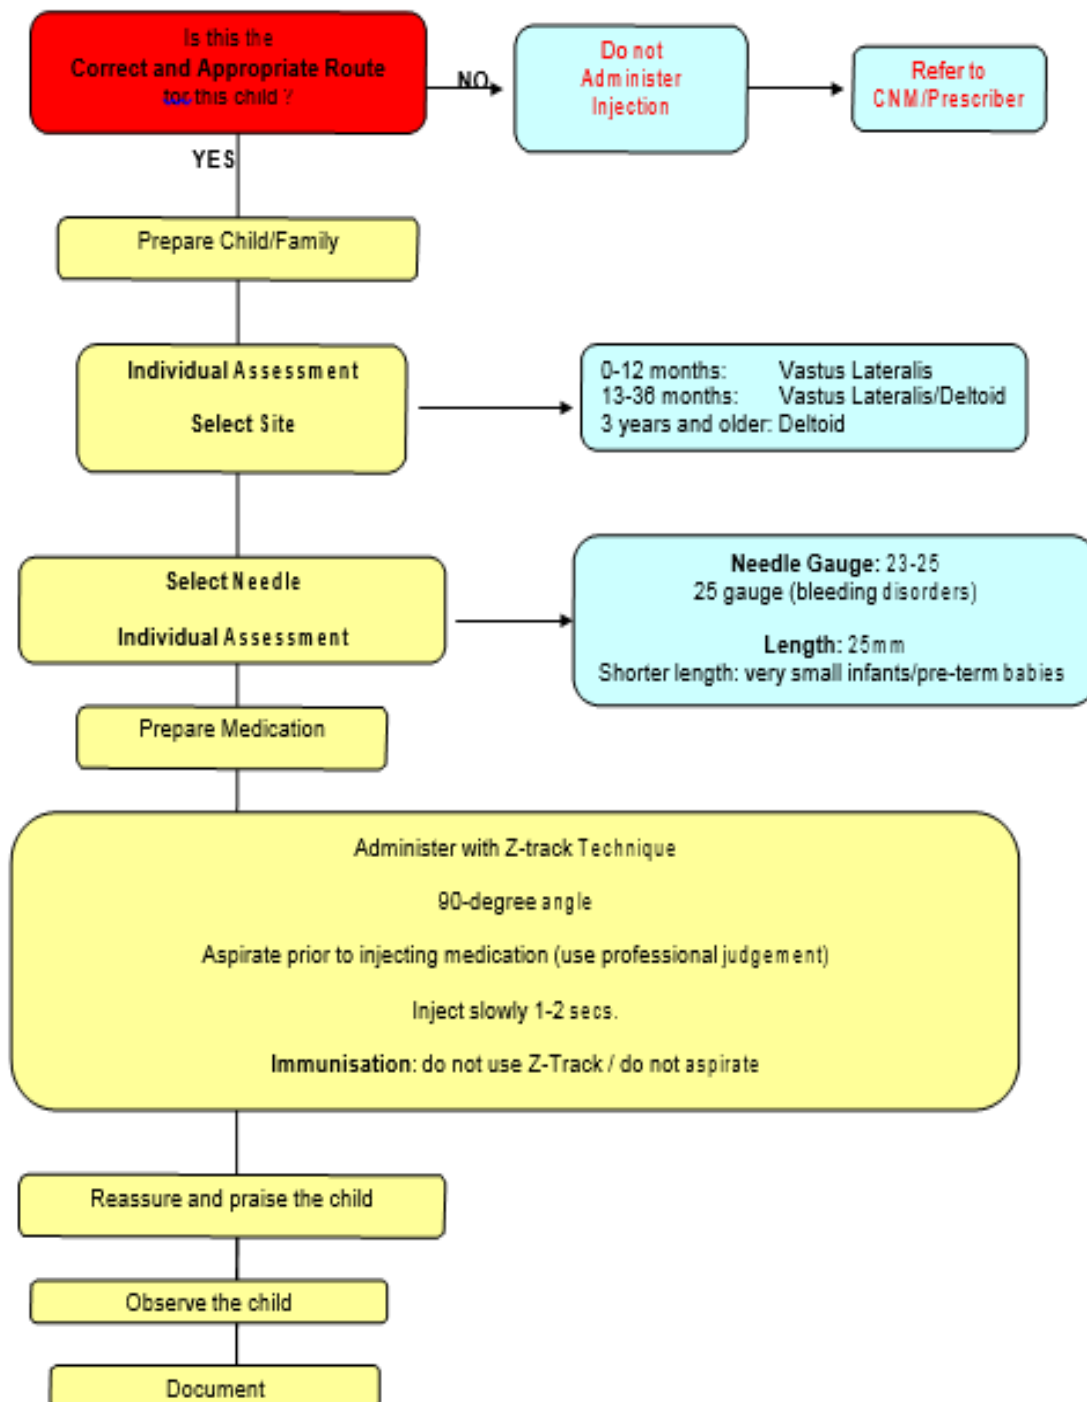 Is this the
Correct and Appropriate Route
for this child ?
NO
Do not
Administer
Injection
Refer to
CNM/Prescriber
YES
Prepare Child/Family
Individual Assessment
Select Site
0-12 months: Vastus Lateralis
13-36 months: Vastus Lateralis/Deltoid
3 years and older: Deltoid
Select Needle
Individual Assessment
Needle Gauge: 23-25
25 gauge (bleeding disorders)
Length: 25mm
Shorter length: very small infants/pre-term babies
Prepare Medication
Administer with Z-track Technique
90-degree angle
Aspirate prior to injecting medication (use professional judgement)
Inject slowly 1-2 secs.
Immunisation: do not use Z-Track / do not aspirate
Reassure and praise the child
Observe the child
Document